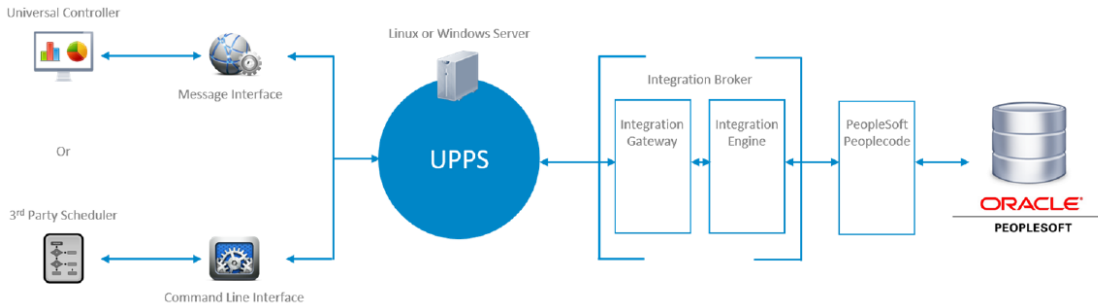 Universal Controller
Message Interface
Or
3rd Party Scheduler
Command Line Interface
Linux or Windows Server
UPPS
Integration Broker
Integration
Gateway
Integration
Engine
PeopleSoft
Peoplecode
ORACLE®
PEOPLESOFT